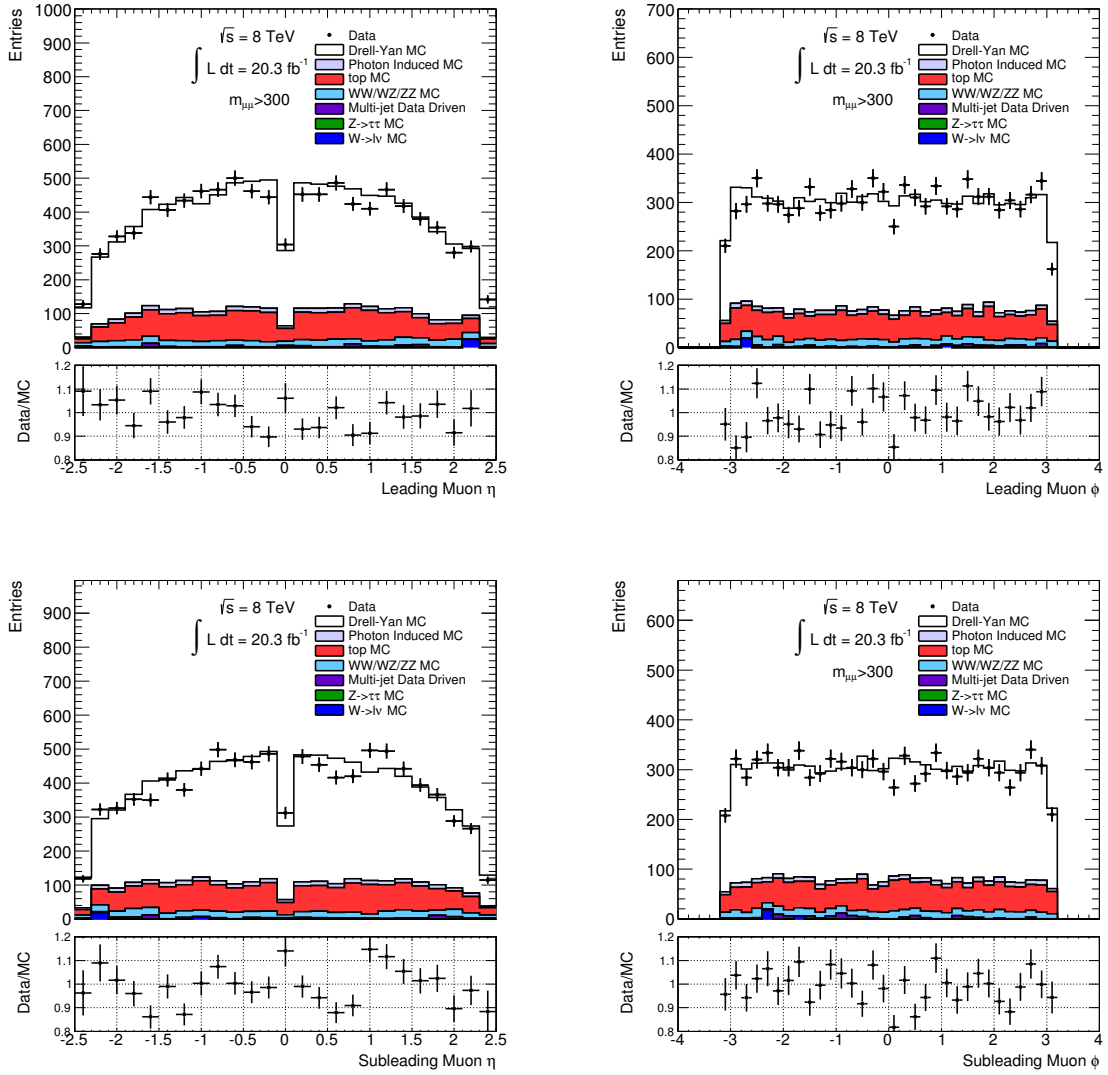 Entries
1000
900
800
700
600
500
400
300
200
100
0
√s = 8 TeV
∫ L dt = 20.3 fb⁻¹
mμμ>300
Data
Drell-Yan MC
Photon Induced MC
top MC
WW/WZ/ZZ MC
Multi-jet Data Driven
Z->ττ MC
W->lν MC
Data/MC
1.2
1.1
1
0.9
0.8
-2.5 -2 -1.5 -1 -0.5 0 0.5 1 1.5 2 2.5
Leading Muon η
Entries
700
600
500
400
300
200
100
0
√s = 8 TeV
∫ L dt = 20.3 fb⁻¹
mμμ>300
Data
Drell-Yan MC
Photon Induced MC
top MC
WW/WZ/ZZ MC
Multi-jet Data Driven
Z->ττ MC
W->lν MC
Data/MC
1.2
1.1
1
0.9
0.8
-4 -3 -2 -1 0 1 2 3 4
Leading Muon ϕ
Entries
900
800
700
600
500
400
300
200
100
0
√s = 8 TeV
∫ L dt = 20.3 fb⁻¹
Data
Drell-Yan MC
Photon Induced MC
top MC
WW/WZ/ZZ MC
Multi-jet Data Driven
Z->ττ MC
W->lν MC
Data/MC
1.2
1.1
1
0.9
0.8
-2.5 -2 -1.5 -1 -0.5 0 0.5 1 1.5 2 2.5
Subleading Muon η
Entries
600
500
400
300
200
100
0
√s = 8 TeV
∫ L dt = 20.3 fb⁻¹
mμμ>300
Data
Drell-Yan MC
Photon Induced MC
top MC
WW/WZ/ZZ MC
Multi-jet Data Driven
Z->ττ MC
W->lν MC
Data/MC
1.2
1.1
1
0.9
0.8
-4 -3 -2 -1 0 1 2 3 4
Subleading Muon ϕ